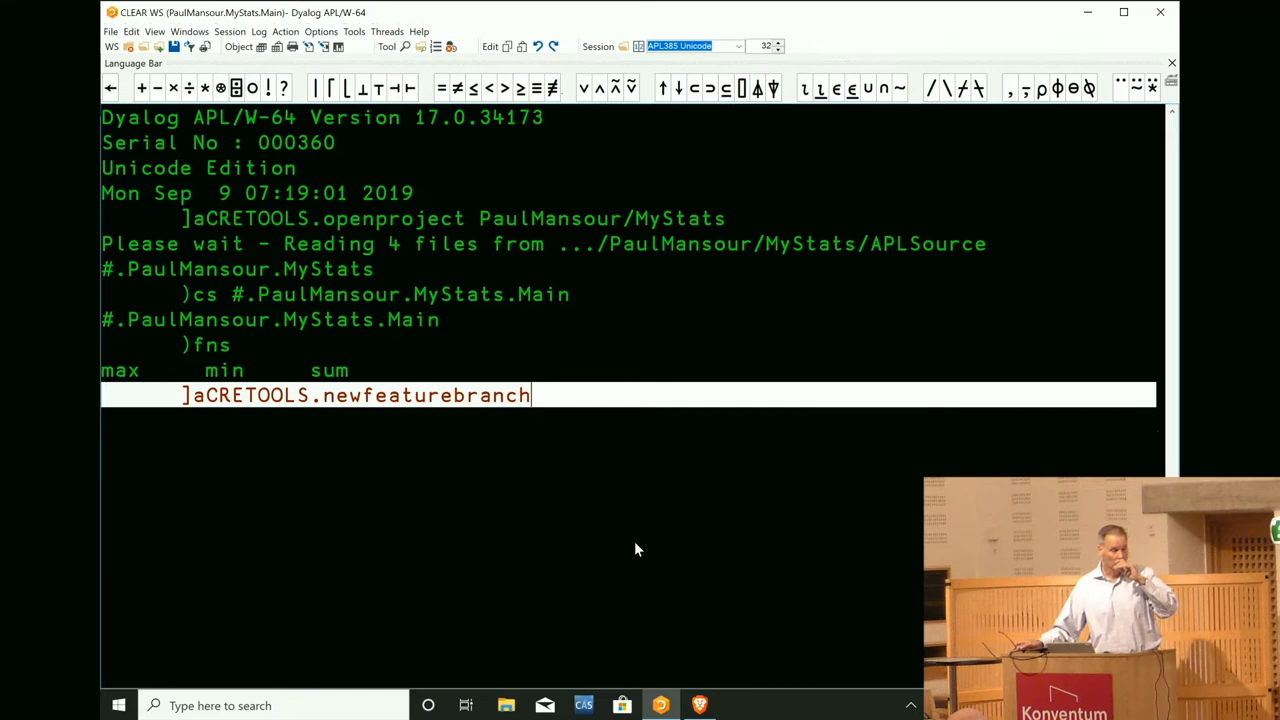 CLEAR WS (PaulMansour.MyStats.Main)- Dyalog APL/W-64
File Edit View Windows Session Log Action Options Tools Threads Help
WS Object Tool Edit Session APL385 Unicode 32
Language Bar
← + - × ÷ * ⍟ ⌹ ○ ! ? | ⌈ ⌊ ⊥ ⊤ ⊣ ⊢ = ≠ ≤ < > ≥ ≡ ≢ ∨ ∧ ⍱ ⍲ ↑ ↓ ⊂ ⊃ ⊆ ⌷ ⍋ ⍒ ⍳ ⍸ ∊ ⍷ ∪ ∩ ~ / \ ⌿ ⍀ , ⍪ ⍴ ⌽ ⊖ ⍉ ¨ ⍨ ⍣
Dyalog APL/W-64 Version 17.0.34173
Serial No : 000360
Unicode Edition
Mon Sep  9 07:19:01 2019
]aCRETOOLS.openproject PaulMansour/MyStats
Please wait - Reading 4 files from .../PaulMansour/MyStats/APLSource
#.PaulMansour.MyStats
)cs #.PaulMansour.MyStats.Main
#.PaulMansour.MyStats.Main
)fns
max     min     sum
]aCRETOOLS.newfeaturebranch
Type here to search
CAS
Konventum